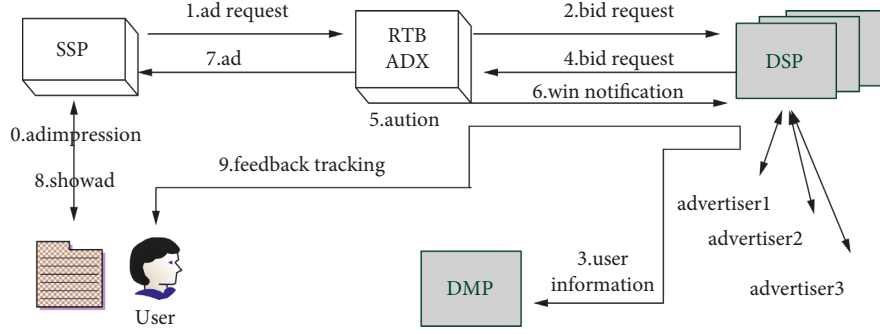 1.ad request
2.bid request
SSP
RTB
ADX
DSP
7.ad
4.bid request
6.win notification
5.aution
0.adimpression
9.feedback tracking
8.showad
advertiser1
advertiser2
3.user
information
DMP
advertiser3
User